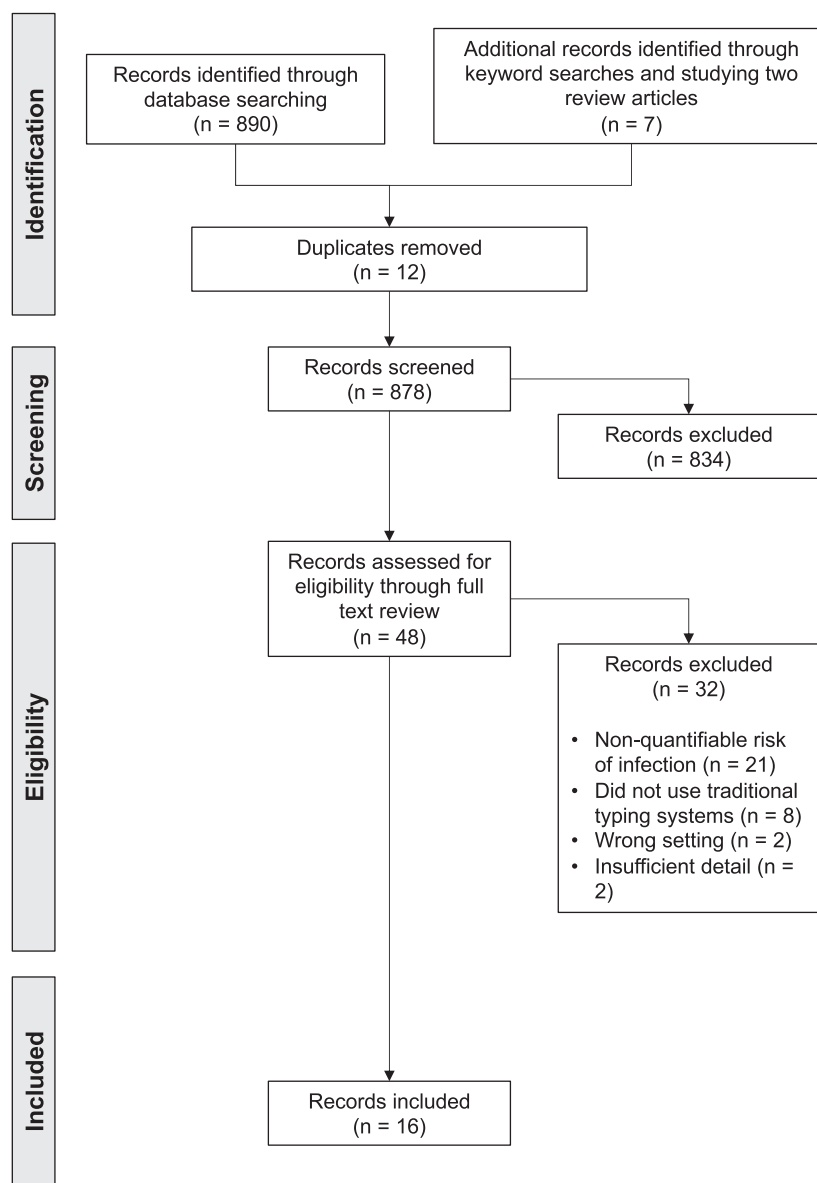 Identification
Records identified through
database searching
(n = 890)
Additional records identified through
keyword searches and studying two
review articles
(n = 7)
Duplicates removed
(n = 12)
Screening
Records screened
(n = 878)
Records excluded
(n = 834)
Eligibility
Records assessed for
eligibility through full
text review
(n = 48)
Records excluded
(n = 32)
• Non-quantifiable risk
of infection (n = 21)
• Did not use traditional
typing systems (n = 8)
• Wrong setting (n = 2)
• Insufficient detail (n =
2)
Included
Records included
(n = 16)